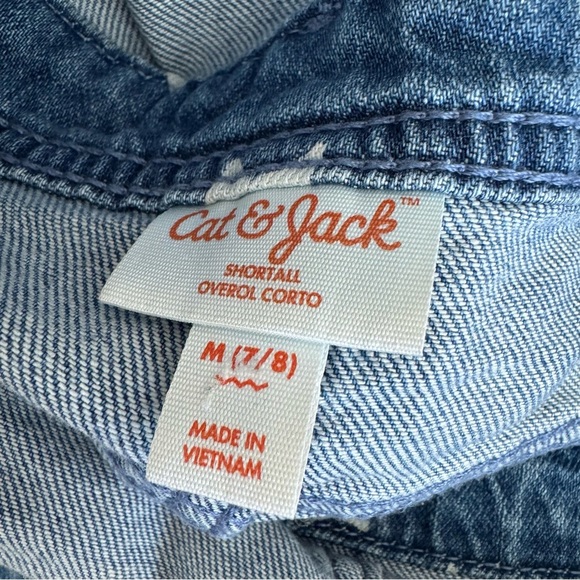 Cat & Jack™
SHORTALL
OVEROL CORTO
M (7/8)
MADE IN
VIETNAM